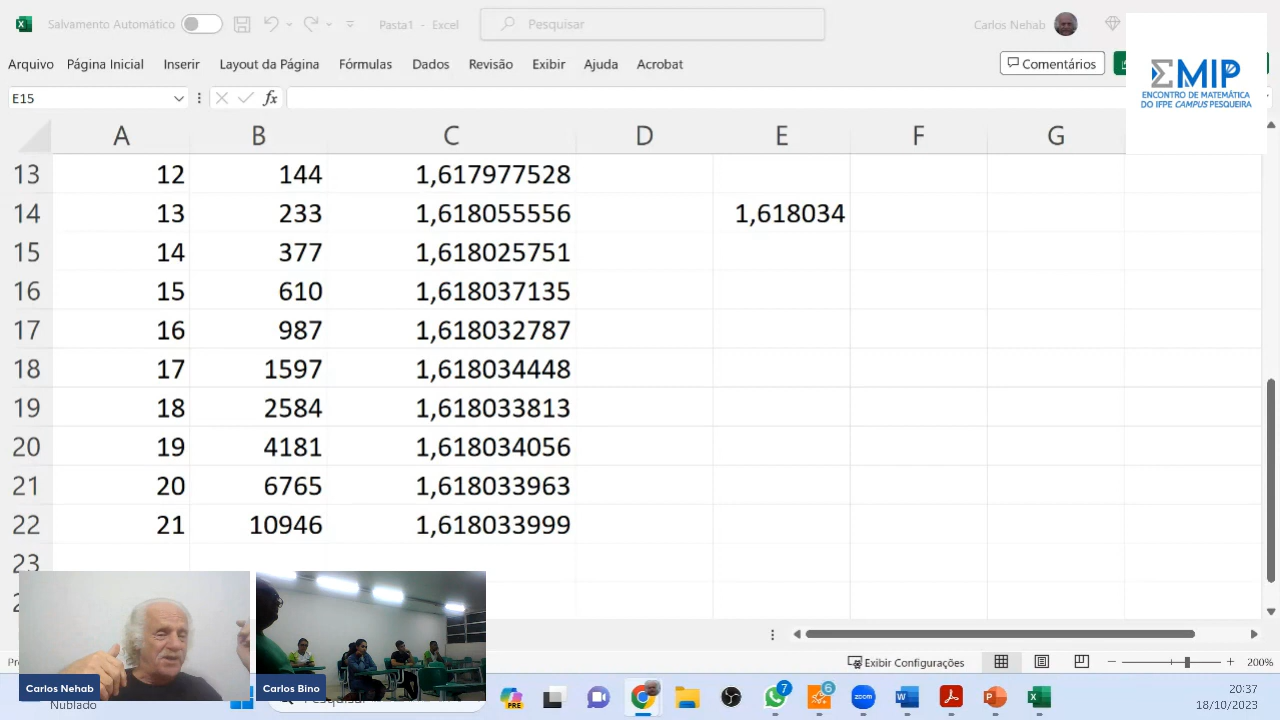 Salvamento Automático
Pasta1 - Excel
Pesquisar
Carlos Nehab
Arquivo Página Inicial Inserir Layout da Página Fórmulas Dados Revisão Exibir Ajuda Acrobat
Comentários
ΣMIP
ENCONTRO DE MATEMÁTICA
DO IFPE CAMPUS PESQUEIRA
E15
fx
A B C D E F G
13 12 144 1,617977528
14 13 233 1,618055556 1,618034
15 14 377 1,618025751
16 15 610 1,618037135
17 16 987 1,618032787
18 17 1597 1,618034448
19 18 2584 1,618033813
20 19 4181 1,618034056
21 20 6765 1,618033963
22 21 10946 1,618033999
23
Exibir Configurações
200%
Carlos Nehab
Carlos Bino
PRE
7
6
zoom
20:37
18/10/2023